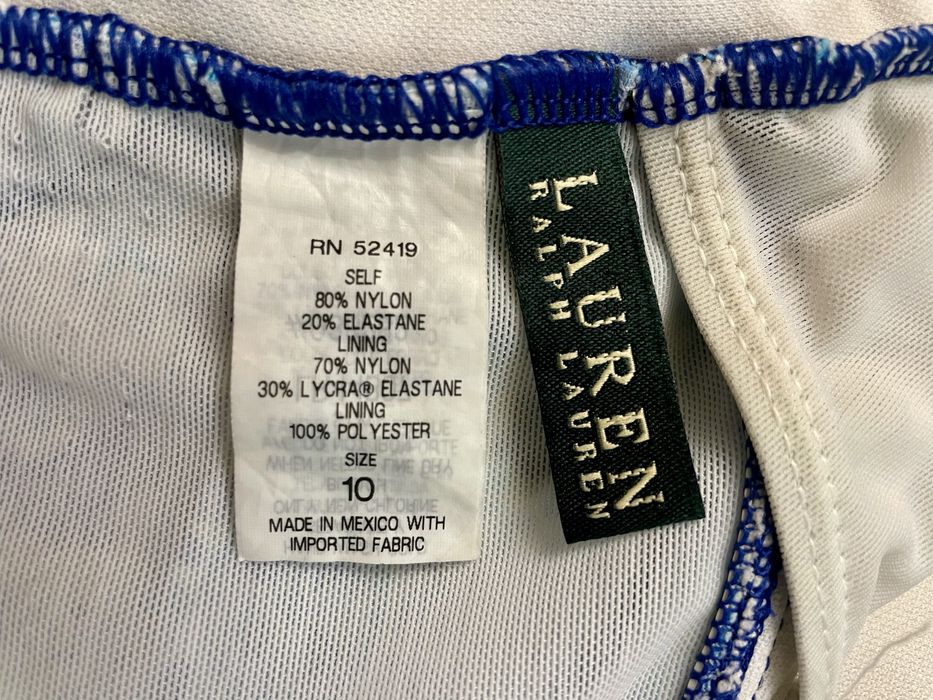 RN 52419
SELF
80% NYLON
20% ELASTANE
LINING
70% NYLON
30% LYCRA® ELASTANE
LINING
100% POLYESTER
SIZE
10
MADE IN MEXICO WITH
IMPORTED FABRIC
LAUREN
RALPH LAUREN